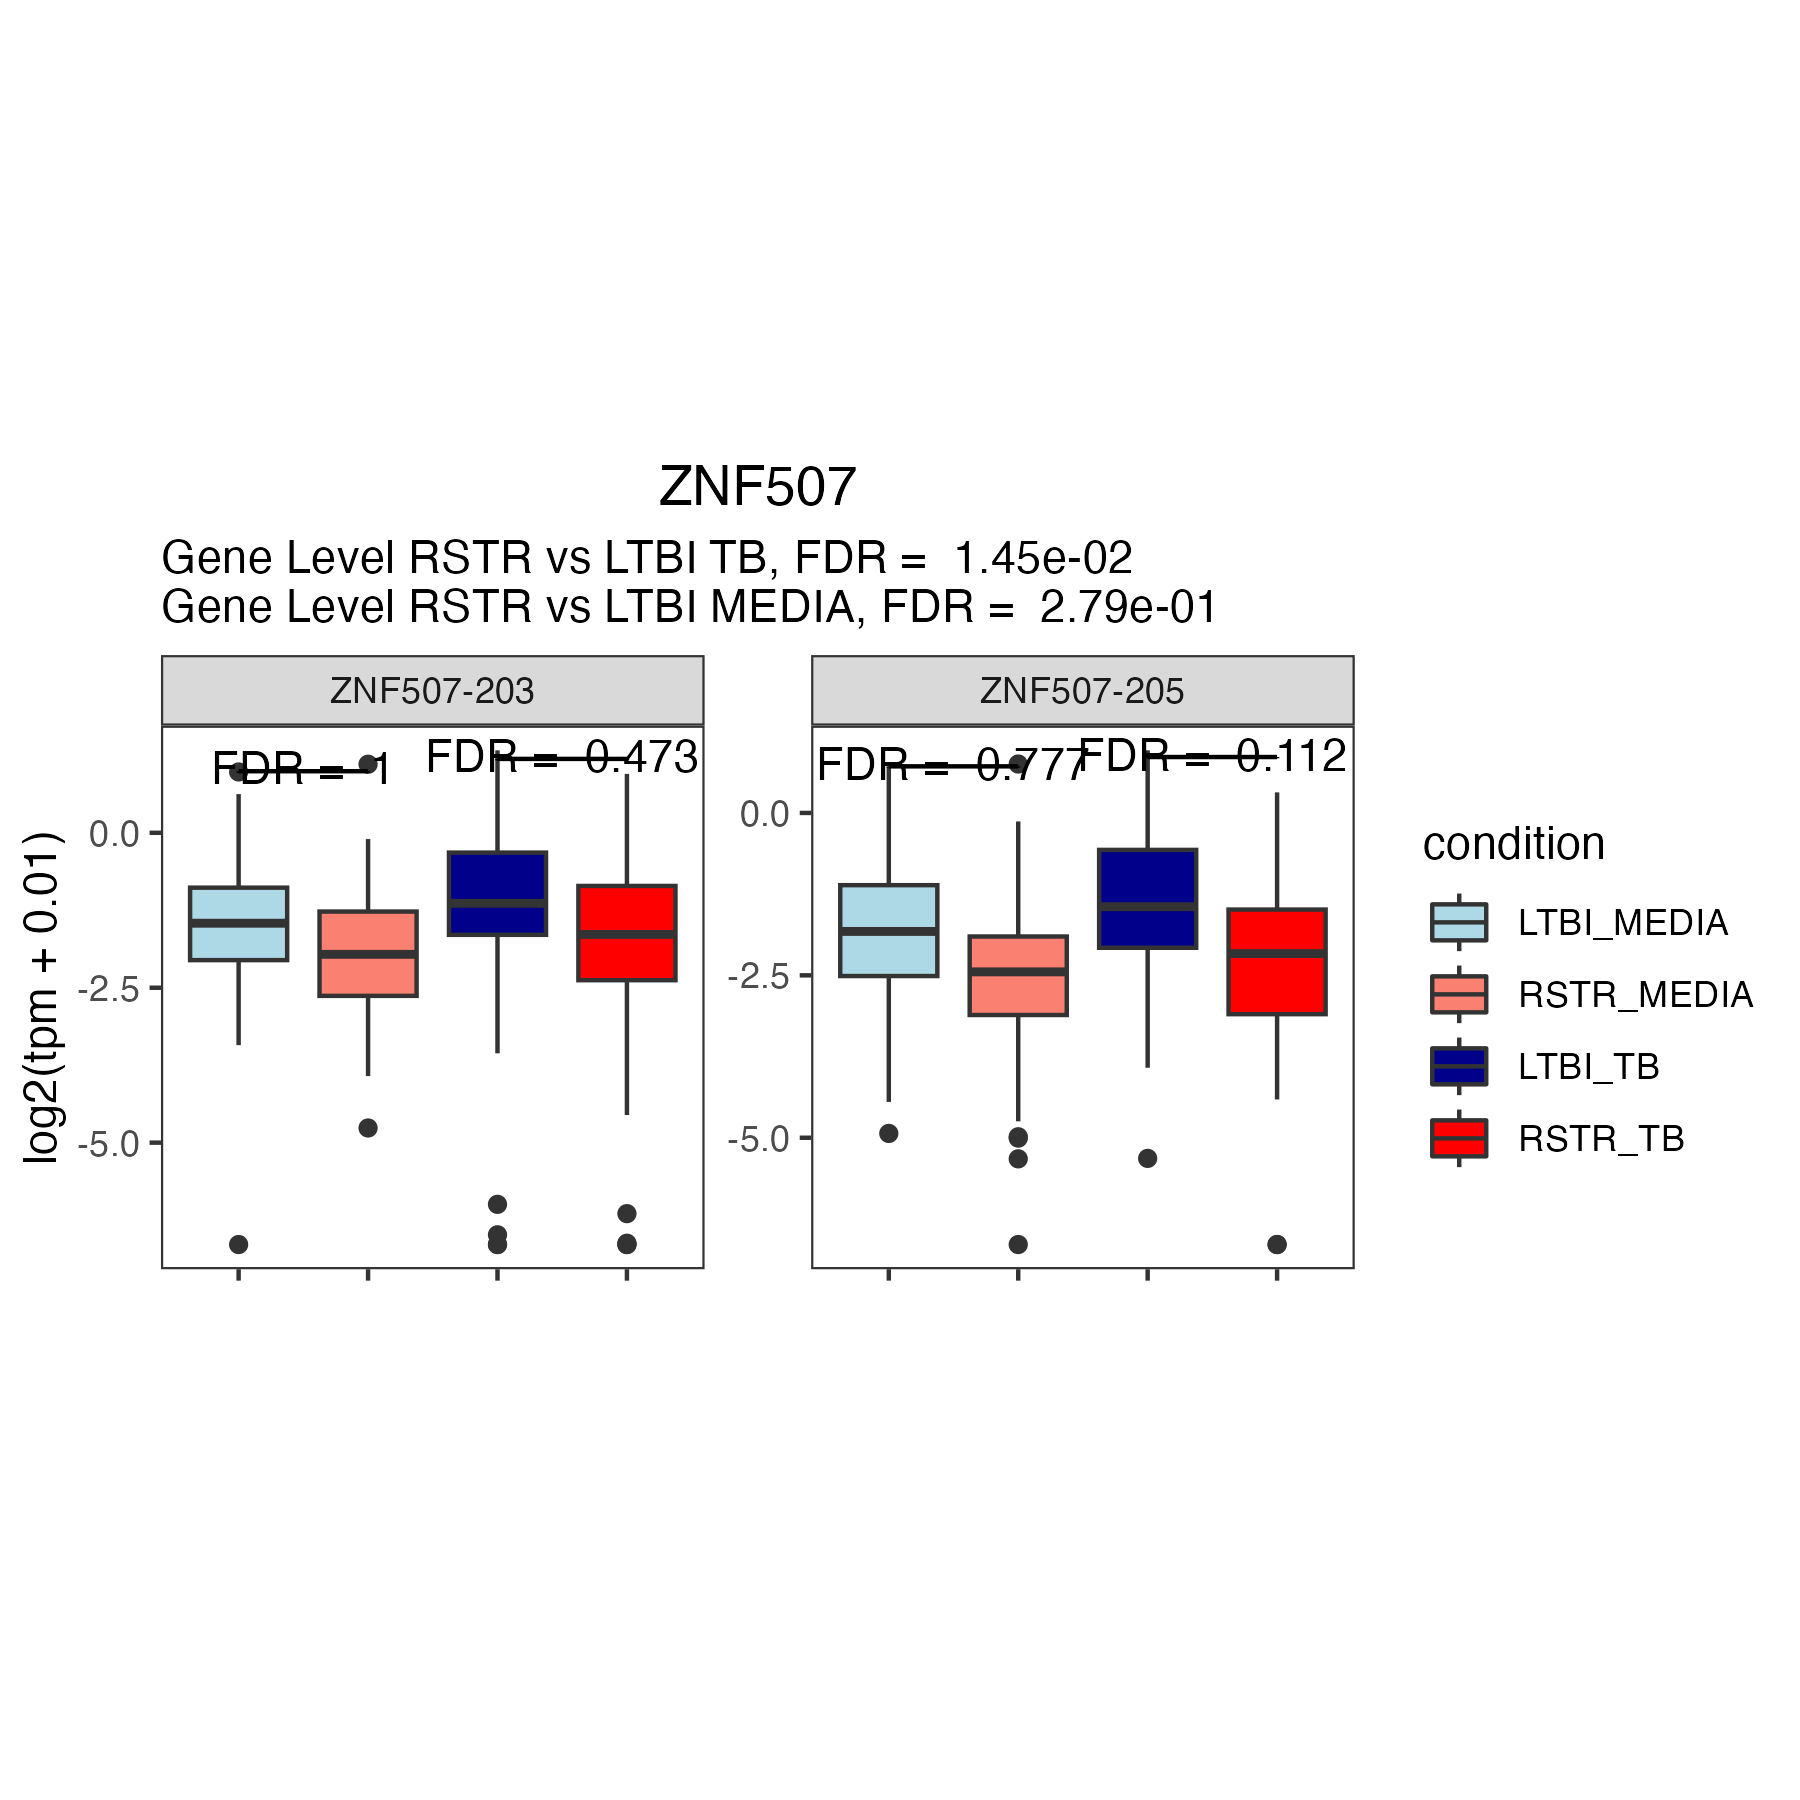 ZNF507
Gene Level RSTR vs LTBI TB, FDR = 1.45e-02
Gene Level RSTR vs LTBI MEDIA, FDR = 2.79e-01
ZNF507-203
ZNF507-205
FDR = 1
FDR = 0.473
FDR = 0.777
FDR = 0.112
log2(tpm + 0.01)
0.0
-2.5
-5.0
0.0
-2.5
-5.0
condition
LTBI_MEDIA
RSTR_MEDIA
LTBI_TB
RSTR_TB